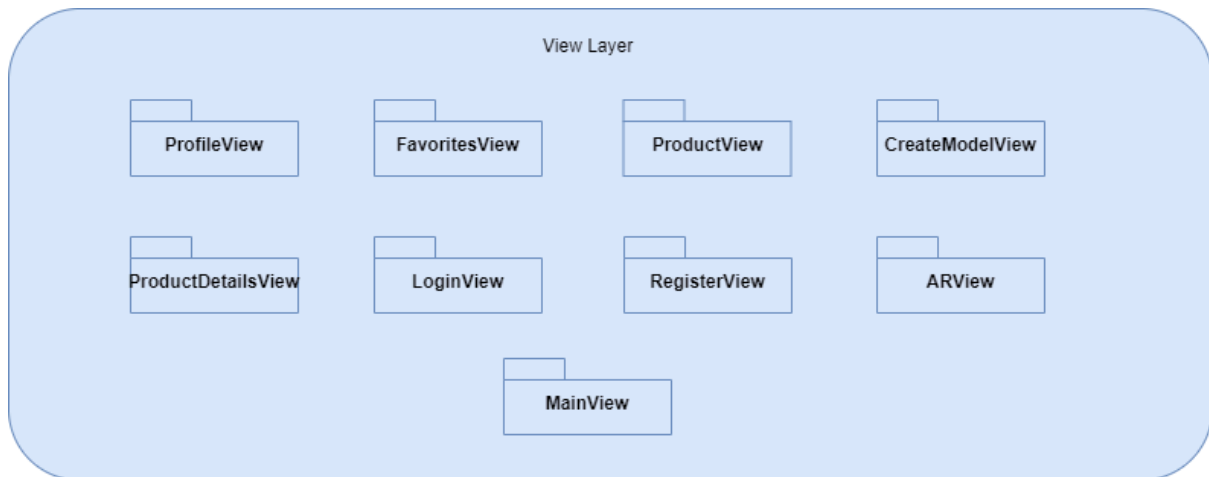 View Layer
ProfileView
FavoritesView
ProductView
CreateModelView
ProductDetailsView
LoginView
RegisterView
ARView
MainView